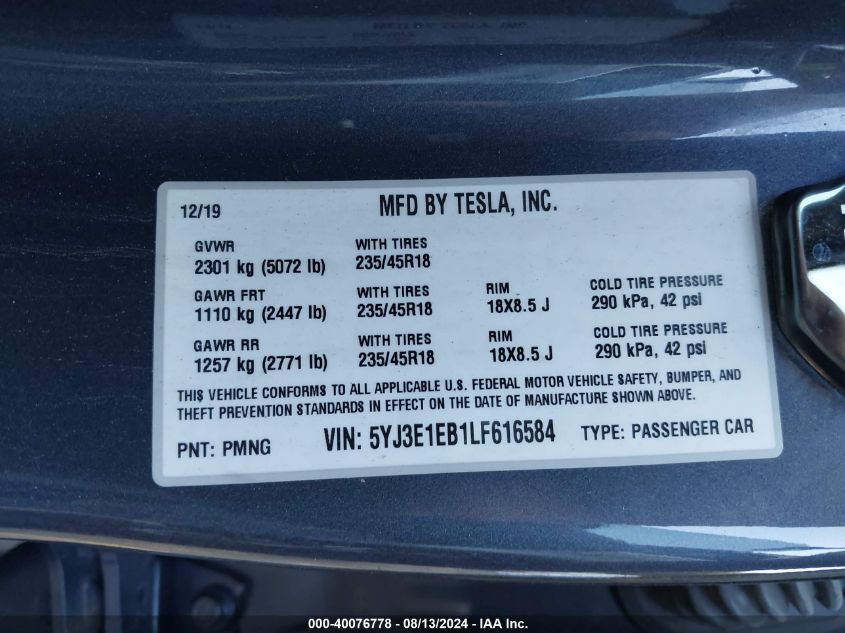 12/19 MFD BY TESLA, INC.
GVWR WITH TIRES
2301 kg (5072 lb) 235/45R18
GAWR FRT WITH TIRES RIM COLD TIRE PRESSURE
1110 kg (2447 lb) 235/45R18 18X8.5 J 290 kPa, 42 psi
GAWR RR WITH TIRES RIM COLD TIRE PRESSURE
1257 kg (2771 lb) 235/45R18 18X8.5 J 290 kPa, 42 psi
THIS VEHICLE CONFORMS TO ALL APPLICABLE U.S. FEDERAL MOTOR VEHICLE SAFETY, BUMPER, AND
THEFT PREVENTION STANDARDS IN EFFECT ON THE DATE OF MANUFACTURE SHOWN ABOVE.
PNT: PMNG VIN: 5YJ3E1EB1LF616584 TYPE: PASSENGER CAR
000-40076778 - 08/13/2024 - IEA1529